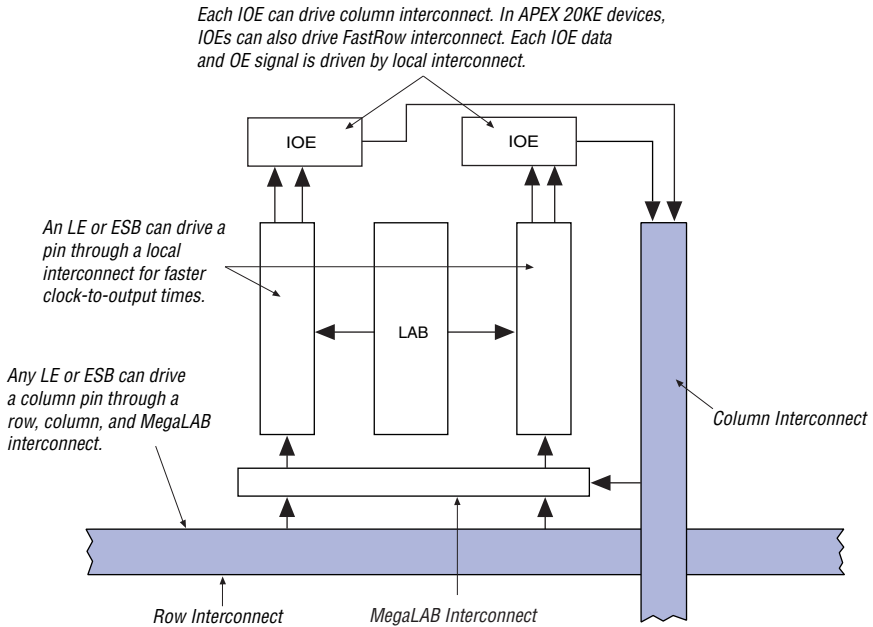 Each IOE can drive column interconnect. In APEX 20KE devices,
IOEs can also drive FastRow interconnect. Each IOE data
and OE signal is driven by local interconnect.
IOE
IOE
An LE or ESB can drive a
pin through a local
interconnect for faster
clock-to-output times.
LAB
Any LE or ESB can drive
a column pin through a
row, column, and MegaLAB
interconnect.
Column Interconnect
Row Interconnect
MegaLAB Interconnect